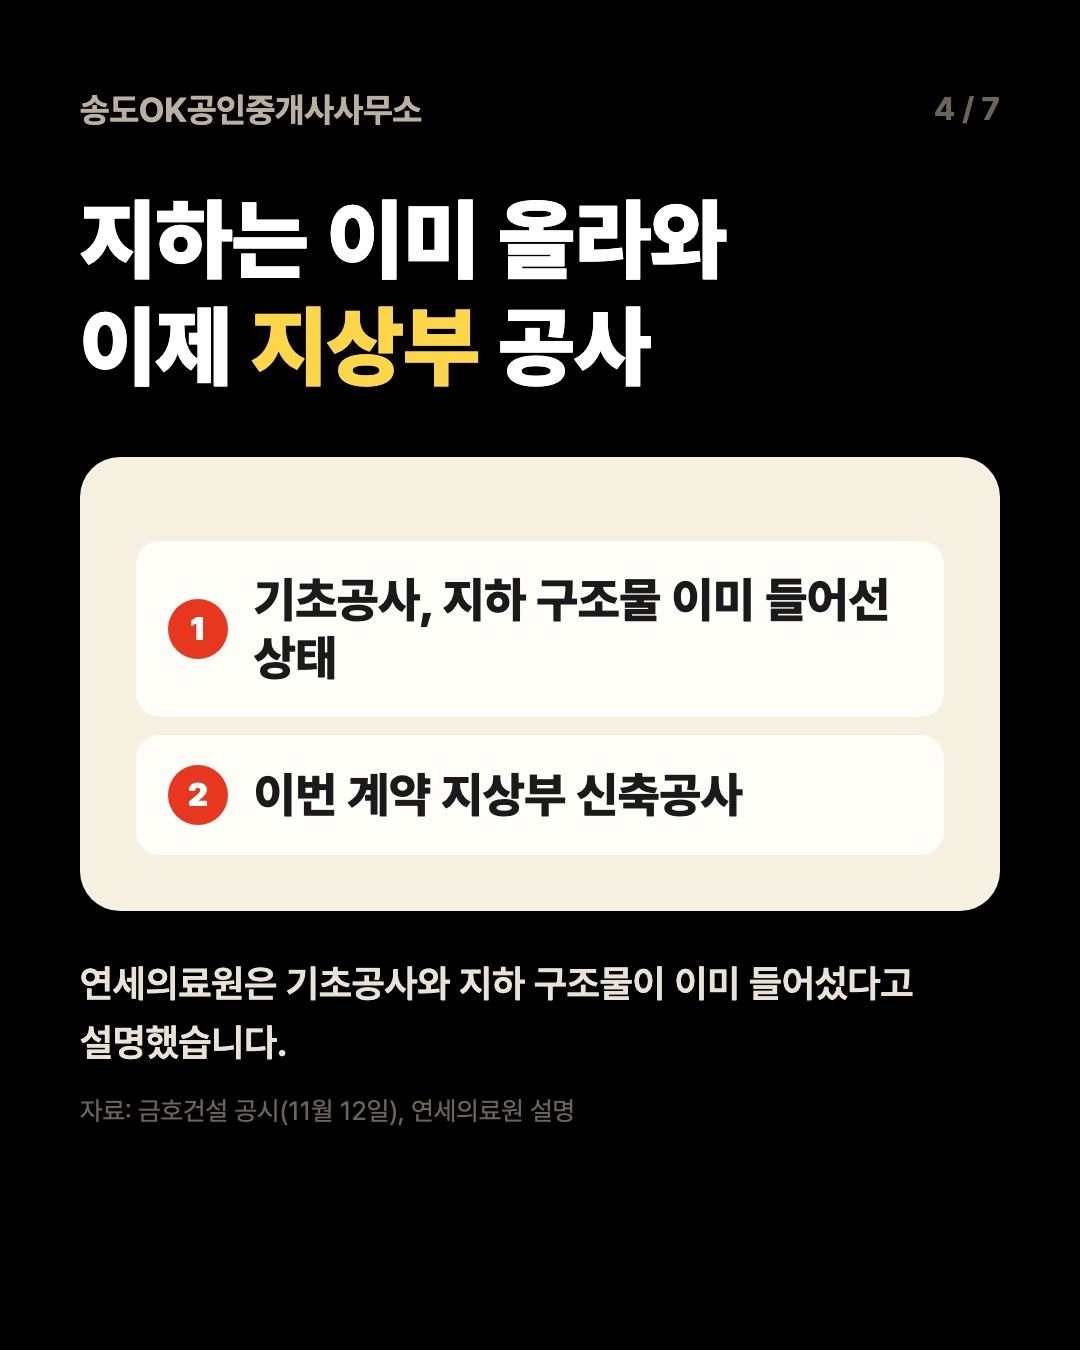 송도OK공인중개사사무소
4 / 7
지하는 이미 올라와
이제 지상부 공사
1 기초공사, 지하 구조물 이미 들어선
상태
2 이번 계약 지상부 신축공사
연세의료원은 기초공사와 지하 구조물이 이미 들어섰다고
설명했습니다.
자료: 금호건설 공시(11월 12일), 연세의료원 설명